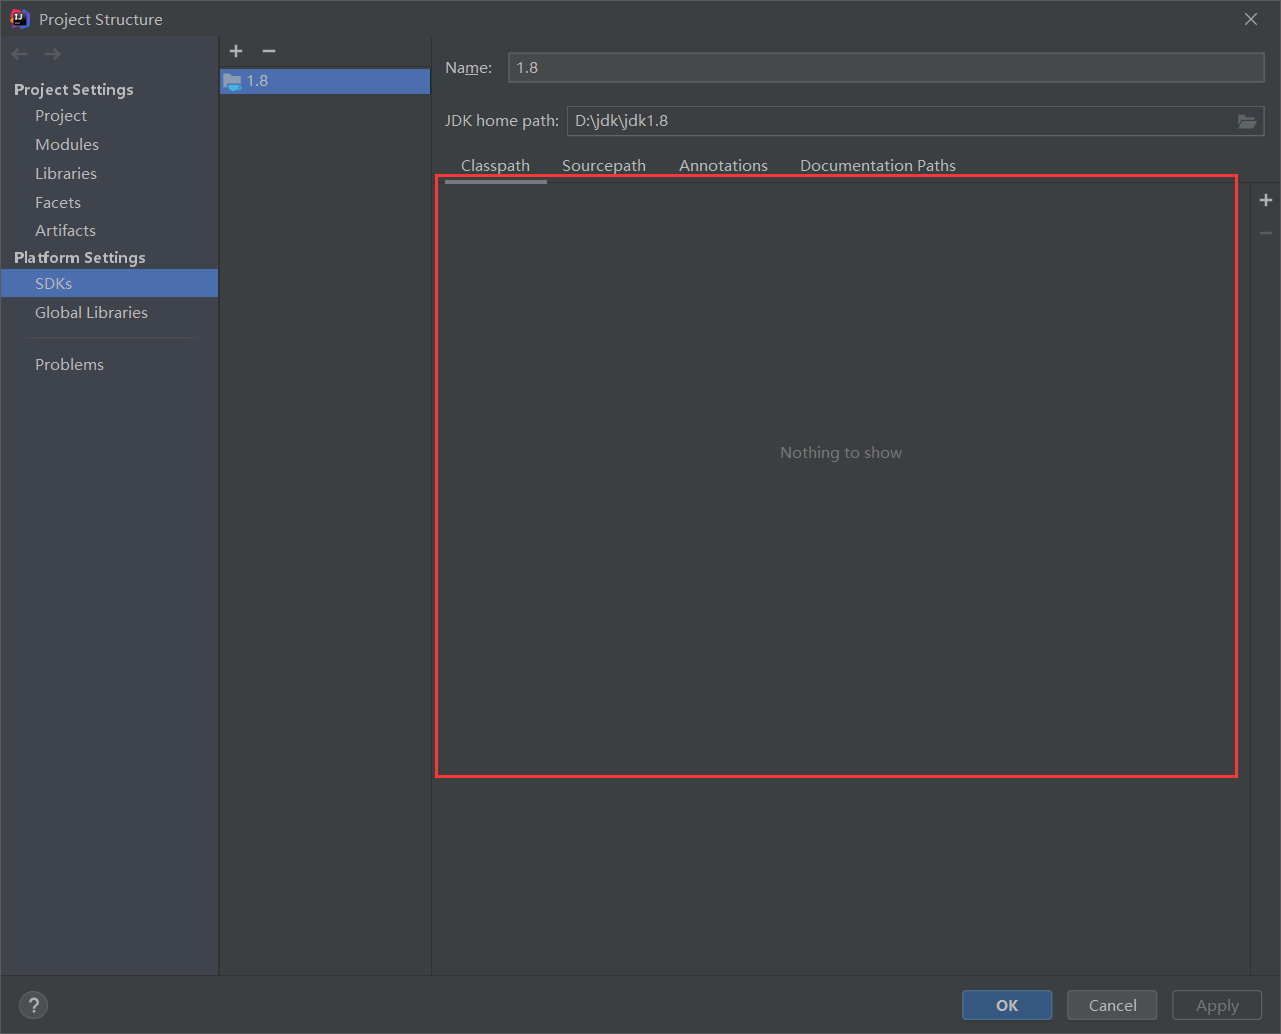 Project Structure
Project Settings
Project
Modules
Libraries
Facets
Artifacts
Platform Settings
SDKs
Global Libraries
Problems
1.8
Name: 1.8
JDK home path: D:\jdk\jdk1.8
Classpath Sourcepath Annotations Documentation Paths
Nothing to show
? OK Cancel Apply